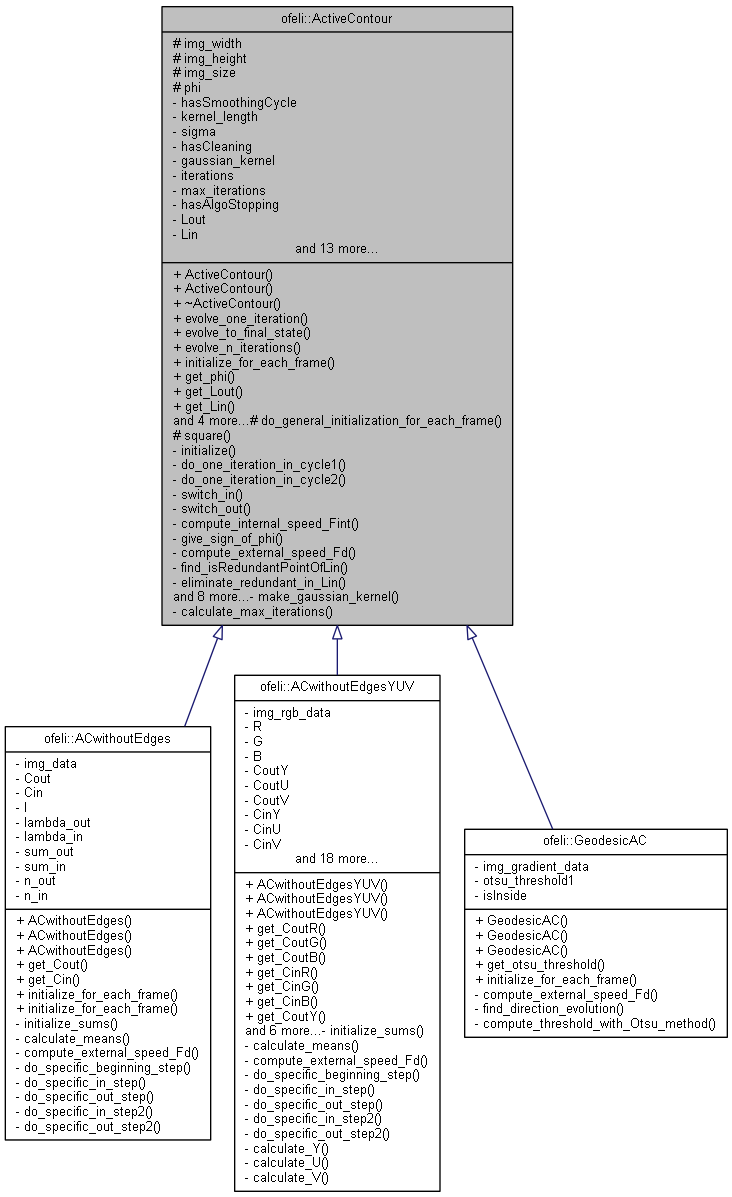 ofeli::ActiveContour
# img_width
# img_height
# img_size
# phi
- hasSmoothingCycle
- kernel_length
- sigma
- hasCleaning
- gaussian_kernel
- iterations
- max_iterations
- hasAlgoStopping
- Lout
- Lin
and 13 more...
+ ActiveContour()
+ ActiveContour()
+ ~ActiveContour()
+ evolve_one_iteration()
+ evolve_to_final_state()
+ evolve_n_iterations()
+ initialize_for_each_frame()
+ get_phi()
+ get_Lout()
+ get_Lin()
and 4 more...# do_general_initialization_for_each_frame()
# square()
- initialize()
- do_one_iteration_in_cycle1()
- do_one_iteration_in_cycle2()
- switch_in()
- switch_out()
- compute_internal_speed_Fint()
- give_sign_of_phi()
- compute_external_speed_Fd()
- find_isRedundantPointOfLin()
- eliminate_redundant_in_Lin()
and 8 more...- make_gaussian_kernel()
- calculate_max_iterations()
ofeli::ACwithoutEdges
- img_data
- Cout
- Cin
- I
- lambda_out
- lambda_in
- sum_out
- sum_in
- n_out
- n_in
+ ACwithoutEdges()
+ ACwithoutEdges()
+ ACwithoutEdges()
+ get_Cout()
+ get_Cin()
+ initialize_for_each_frame()
+ initialize_for_each_frame()
- initialize_sums()
- calculate_means()
- compute_external_speed_Fd()
- do_specific_beginning_step()
- do_specific_in_step()
- do_specific_out_step()
- do_specific_in_step2()
- do_specific_out_step2()
ofeli::ACwithoutEdgesYUV
- img_rgb_data
- R
- G
- B
- CoutY
- CoutU
- CoutV
- CinY
- CinU
- CinV
and 18 more...
+ ACwithoutEdgesYUV()
+ ACwithoutEdgesYUV()
+ ACwithoutEdgesYUV()
+ get_CoutR()
+ get_CoutG()
+ get_CoutB()
+ get_CinR()
+ get_CinG()
+ get_CinB()
+ get_CoutY()
and 6 more...- initialize_sums()
- calculate_means()
- compute_external_speed_Fd()
- do_specific_beginning_step()
- do_specific_in_step()
- do_specific_out_step()
- do_specific_in_step2()
- do_specific_out_step2()
- calculate_Y()
- calculate_U()
- calculate_V()
ofeli::GeodesicAC
- img_gradient_data
- otsu_threshold1
- isInside
+ GeodesicAC()
+ GeodesicAC()
+ GeodesicAC()
+ get_otsu_threshold()
+ initialize_for_each_frame()
- compute_external_speed_Fd()
- find_direction_evolution()
- compute_threshold_with_Otsu_method()